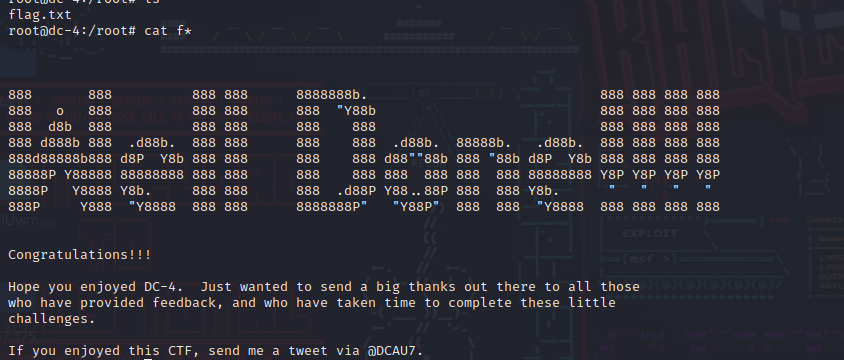 flag.txt
root@dc-4:/root# cat f*
888       888          888 888      8888888b.                             888 888 888 888
888   o   888          888 888      888  "Y88b                            888 888 888 888
888  d8b  888          888 888      888    888                            888 888 888 888
888 d888b 888  .d88b.  888 888      888    888  .d88b.  88888b.   .d88b.  888 888 888 888
888d88888b888 d8P  Y8b 888 888      888    888 d88""88b 888 "88b d8P  Y8b 888 888 888 888
88888P Y88888 88888888 888 888      888    888 888  888 888  888 88888888 Y8P Y8P Y8P Y8P
8888P   Y8888 Y8b.     888 888      888  .d88P Y88..88P 888  888 Y8b.      "   "   "   "
888P     Y888  "Y8888  888 888      8888888P"   "Y88P"  888  888  "Y8888  888 888 888 888
Congratulations!!!
Hope you enjoyed DC-4.  Just wanted to send a big thanks out there to all those
who have provided feedback, and who have taken time to complete these little
challenges.
If you enjoyed this CTF, send me a tweet via @DCAU7.
EXPLOIT
[msf >]